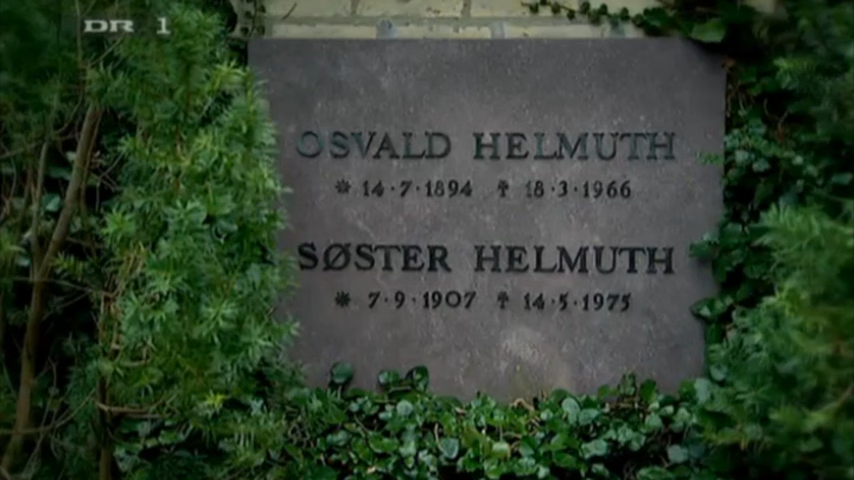 DR 1
OSVALD HELMUTH
* 14·7·1894 ✝ 18·3·1966
SØSTER HELMUTH
* 7·9·1907 ✝ 14·5·1975